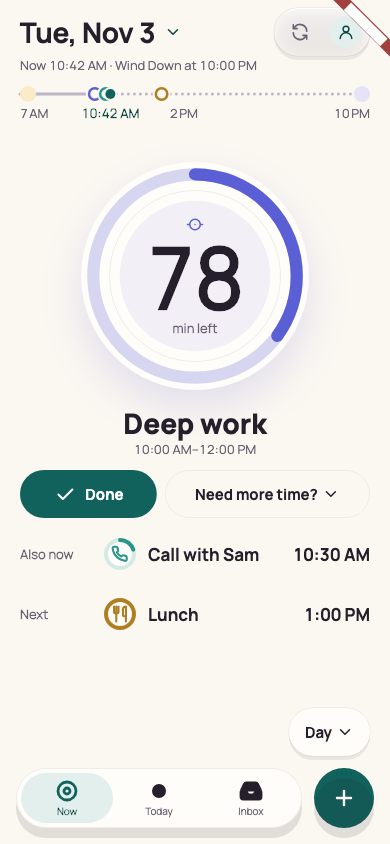 Tue, Nov 3
Now 10:42 AM · Wind Down at 10:00 PM
7 AM 10:42 AM 2 PM 10 PM
78
min left
Deep work
10:00 AM–12:00 PM
Done Need more time?
Also now Call with Sam 10:30 AM
Next Lunch 1:00 PM
Day
Now Today Inbox